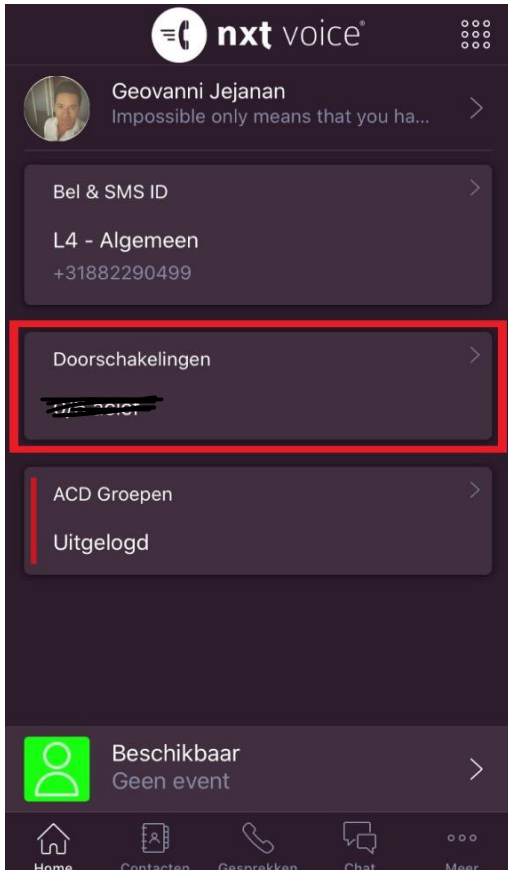 nxt voice®
Geovanni Jejanan
Impossible only means that you ha...
Bel & SMS ID
L4 - Algemeen
+31882290499
Doorschakelingen
ACD Groepen
Uitgelogd
Beschikbaar
Geen event
Home Contacten Gesprekken Chat Meer